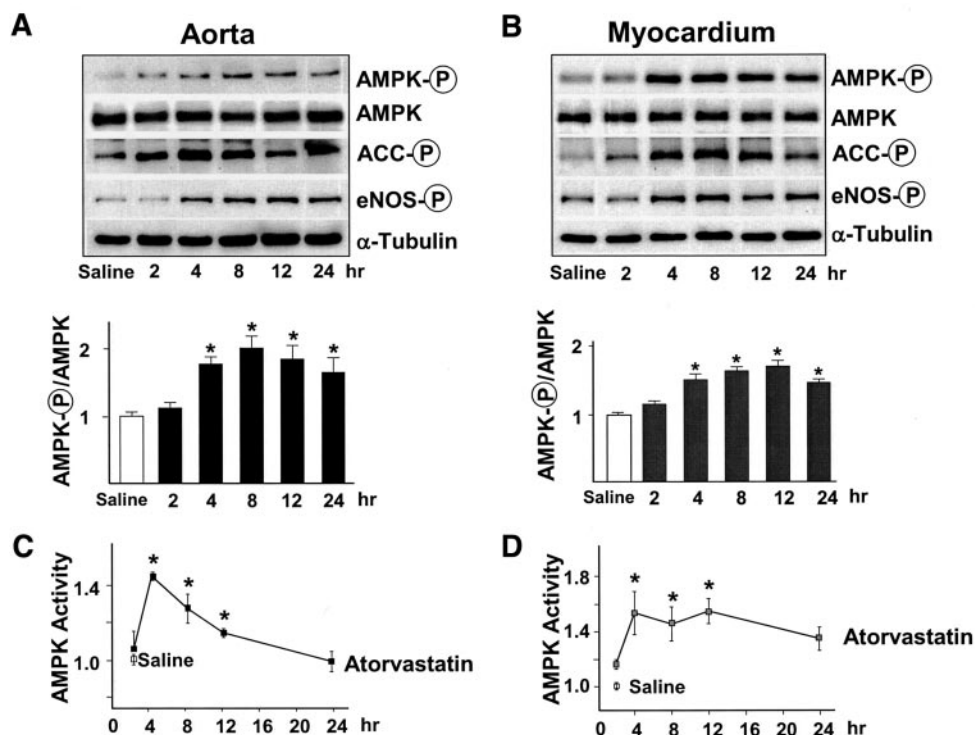 A
Aorta
AMPK-Ⓟ
AMPK
ACC-Ⓟ
eNOS-Ⓟ
α-Tubulin
Saline 2 4 8 12 24 hr
AMPK-Ⓟ/AMPK
2
1
* * * *
Saline 2 4 8 12 24 hr
B
Myocardium
AMPK-Ⓟ
AMPK
ACC-Ⓟ
eNOS-Ⓟ
α-Tubulin
Saline 2 4 8 12 24 hr
AMPK-Ⓟ/AMPK
2
1
* * * *
Saline 2 4 8 12 24 hr
C
AMPK Activity
1.4
1.0
* * *
Saline
Atorvastatin
0 4 8 12 16 20 24 hr
D
AMPK Activity
1.8
1.4
1.0
* * *
Saline
Atorvastatin
0 4 8 12 16 20 24 hr